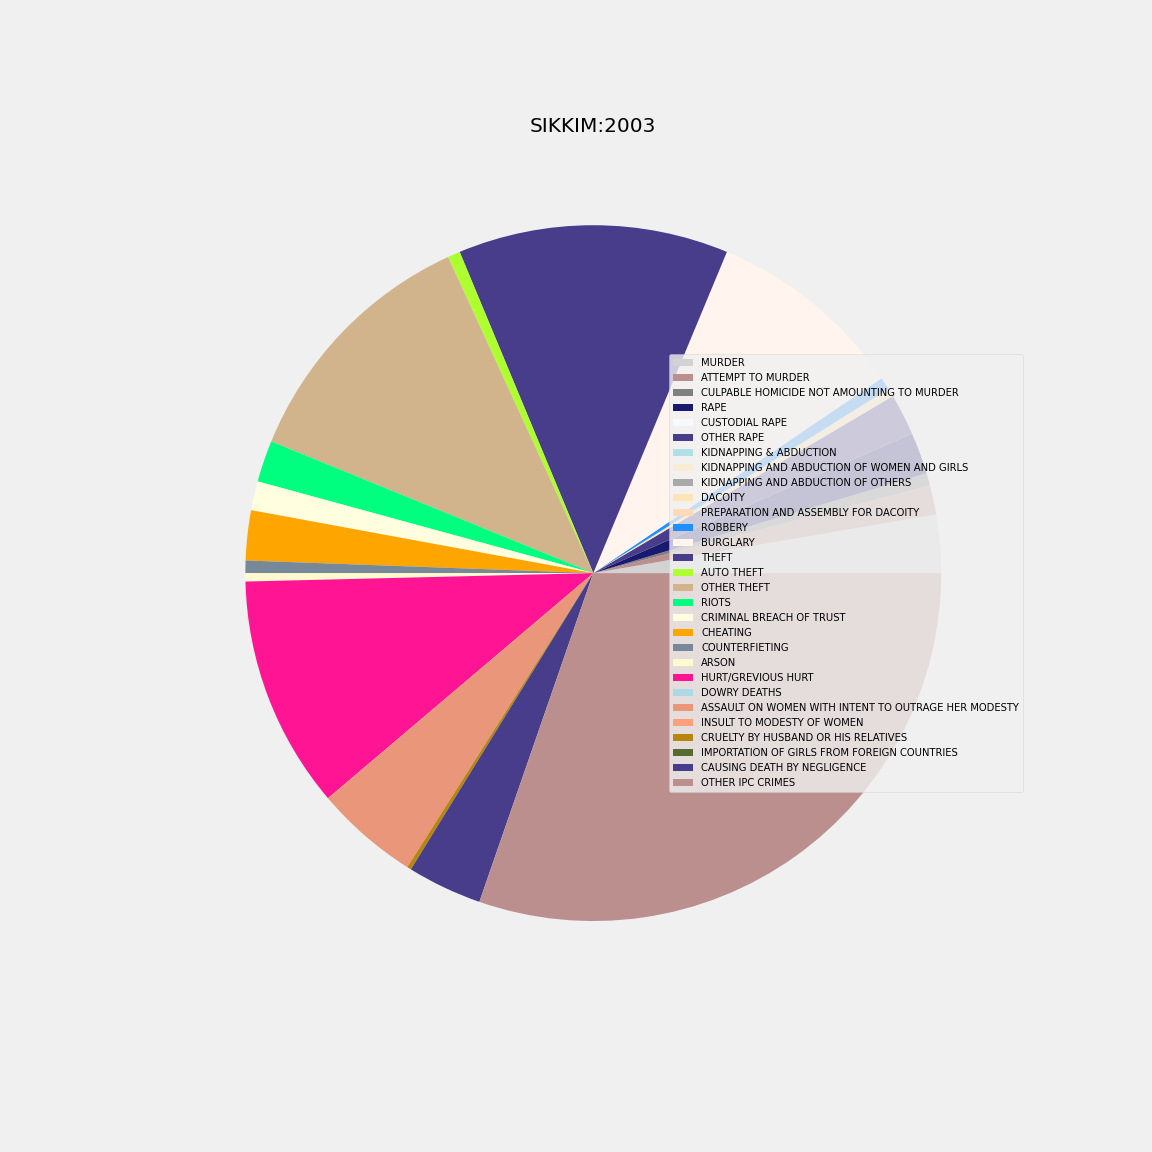 SIKKIM:2003
MURDER
ATTEMPT TO MURDER
CULPABLE HOMICIDE NOT AMOUNTING TO MURDER
RAPE
CUSTODIAL RAPE
OTHER RAPE
KIDNAPPING & ABDUCTION
KIDNAPPING AND ABDUCTION OF WOMEN AND GIRLS
KIDNAPPING AND ABDUCTION OF OTHERS
DACOITY
PREPARATION AND ASSEMBLY FOR DACOITY
ROBBERY
BURGLARY
THEFT
AUTO THEFT
OTHER THEFT
RIOTS
CRIMINAL BREACH OF TRUST
CHEATING
COUNTERFIETING
ARSON
HURT/GREVIOUS HURT
DOWRY DEATHS
ASSAULT ON WOMEN WITH INTENT TO OUTRAGE HER MODESTY
INSULT TO MODESTY OF WOMEN
CRUELTY BY HUSBAND OR HIS RELATIVES
IMPORTATION OF GIRLS FROM FOREIGN COUNTRIES
CAUSING DEATH BY NEGLIGENCE
OTHER IPC CRIMES